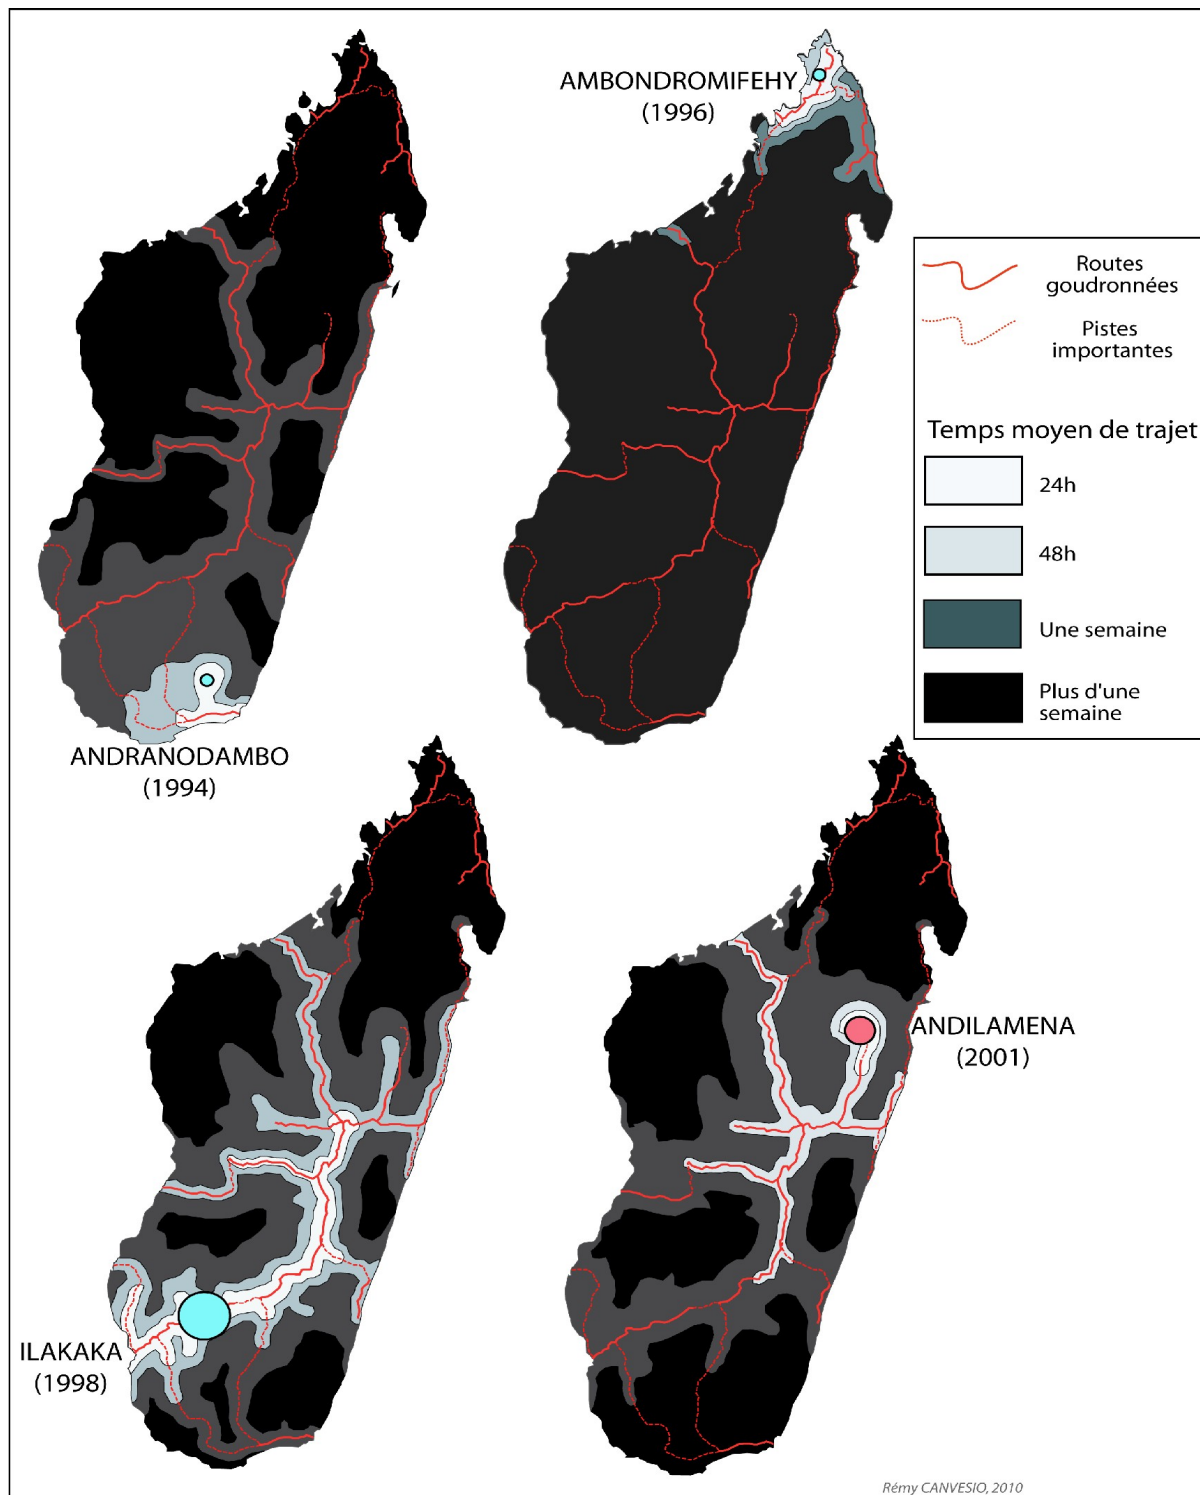 AMBONDROMIFEHY
(1996)
Routes
goudronnées
Pistes
importantes
Temps moyen de trajet
24h
48h
Une semaine
Plus d'une
semaine
ANDRANODAMBO
(1994)
ANDILAMENA
(2001)
ILAKAKA
(1998)
Rémy CANVESIO, 2010